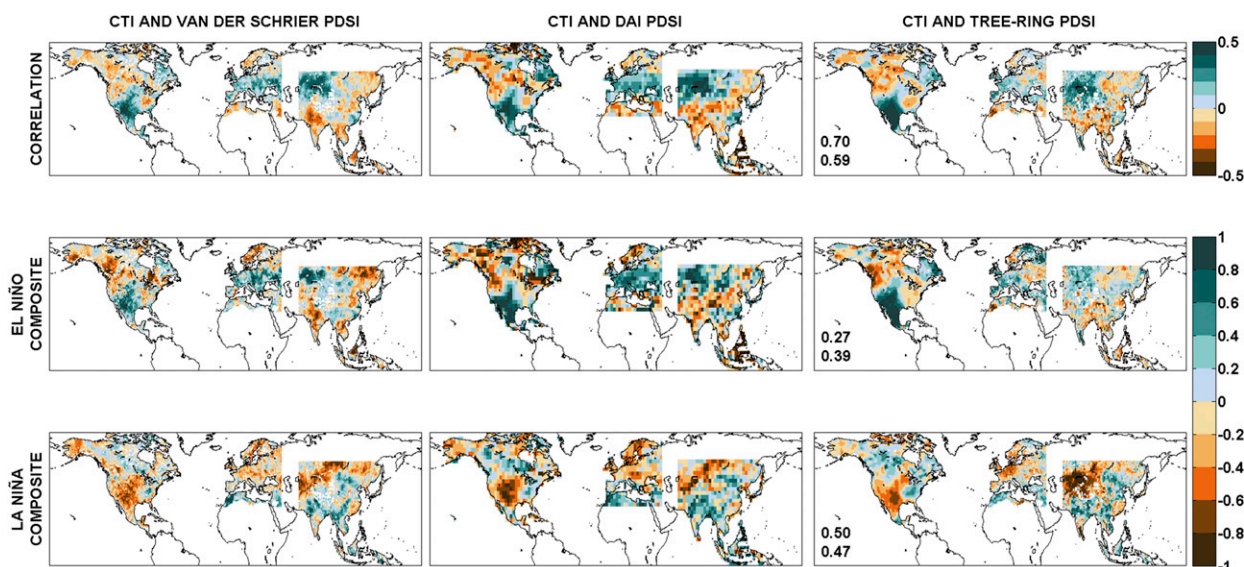 CTI AND VAN DER SCHRIER PDSI
CTI AND DAI PDSI
CTI AND TREE-RING PDSI
CORRELATION
0.70
0.59
0.5
0
-0.5
EL NIÑO
COMPOSITE
0.27
0.39
LA NIÑA
COMPOSITE
0.50
0.47
1
0.8
0.6
0.4
0.2
0
-0.2
-0.4
-0.6
-0.8
-1